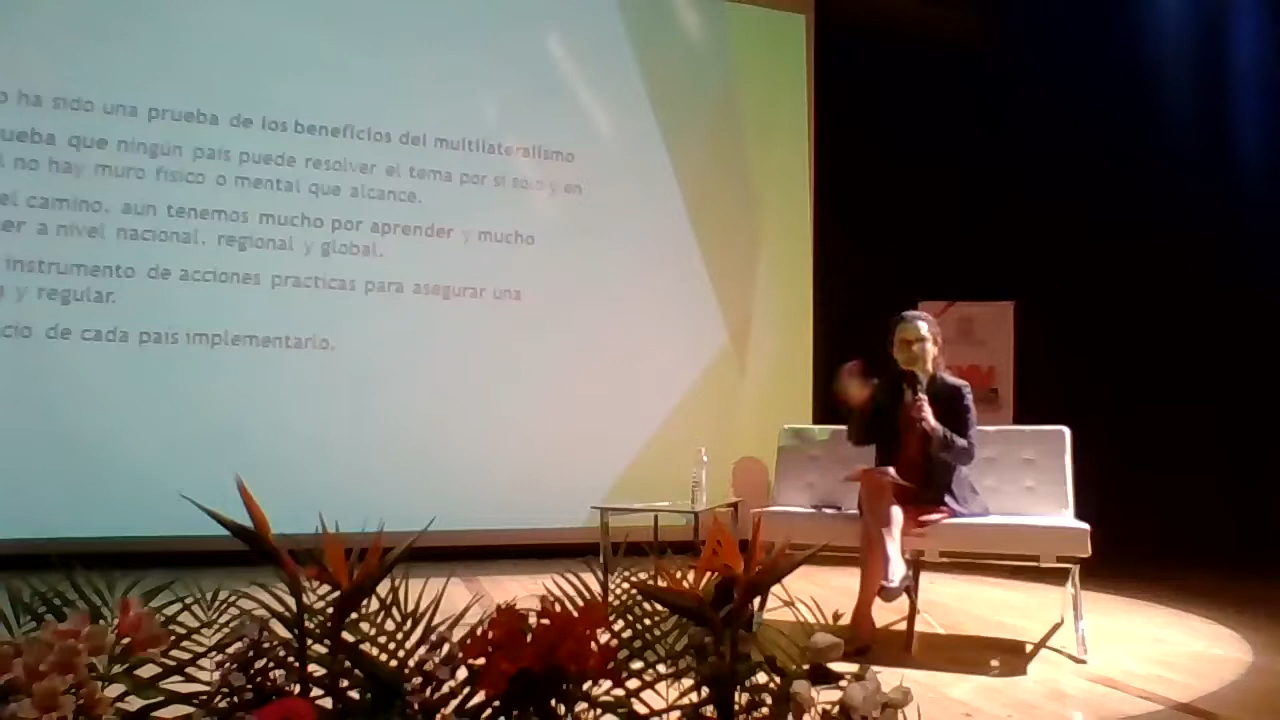 ha sido una prueba de los beneficios del multilateralismo
ueba que ningun pais puede resolver el tema por si solo y en
no hay muro fisico o mental que alcance.
el camino, aun tenemos mucho por aprender y mucho
er a nivel nacional, regional y global.
instrumento de acciones practicas para asegurar una
y regular.
cio de cada pais implementarlo.